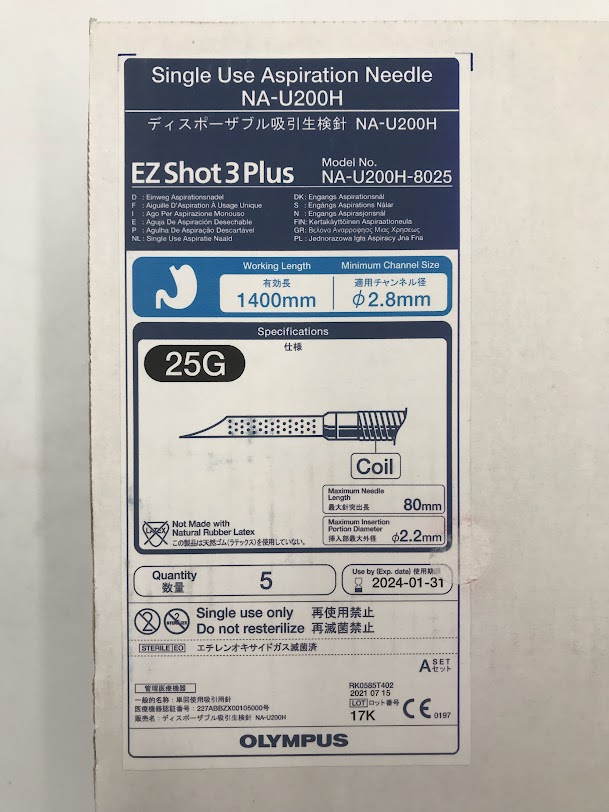 Single Use Aspiration Needle
NA-U200H
ディスポーザブル吸引生検針 NA-U200H
EZ Shot 3 Plus
Model No.
NA-U200H-8025
D : Einweg Aspirationsnadel
F : Aiguille D'Aspiration À Usage Unique
I : Ago Per Aspirazione Monouso
E : Aguja De Aspiración Desechable
P : Agulha De Aspiração Descartável
NL : Single Use Aspiratie Naald
DK : Engangs Aspirationsnål
S : Engångs Aspirations Nålar
N : Engangs Aspirasjonsnål
FIN: Kertakäyttöinen Aspiraationeula
GR: Βελονα Αναρροφησης Μιας Χρησεως
PL : Jednorazowa Igła Aspiracy Jna Fna
Working Length
有効長
1400mm
Minimum Channel Size
適用チャンネル径
φ2.8mm
Specifications
仕様
25G
Coil
Maximum Needle
Length
最大針突出長
80mm
Maximum Insertion
Portion Diameter
挿入部最大外径
φ2.2mm
LATEX
Not Made with
Natural Rubber Latex
この製品は天然ゴム(ラテックス)を使用していない。
Quantity
数量
5
Use by (Exp. date) 使用期限
2024-01-31
Single use only 再使用禁止
Do not resterilize 再滅菌禁止
STERILE EO エチレンオキサイドガス滅菌済
A SET
セット
管理医療機器
一般的名称 : 単回使用吸引用針
医療機器認証番号 : 227ABBZX00105000号
販売名 : ディスポーザブル吸引生検針 NA-U200H
RK0585T402
2021 07 15
LOT ロット番号
17K
CE 0197
OLYMPUS